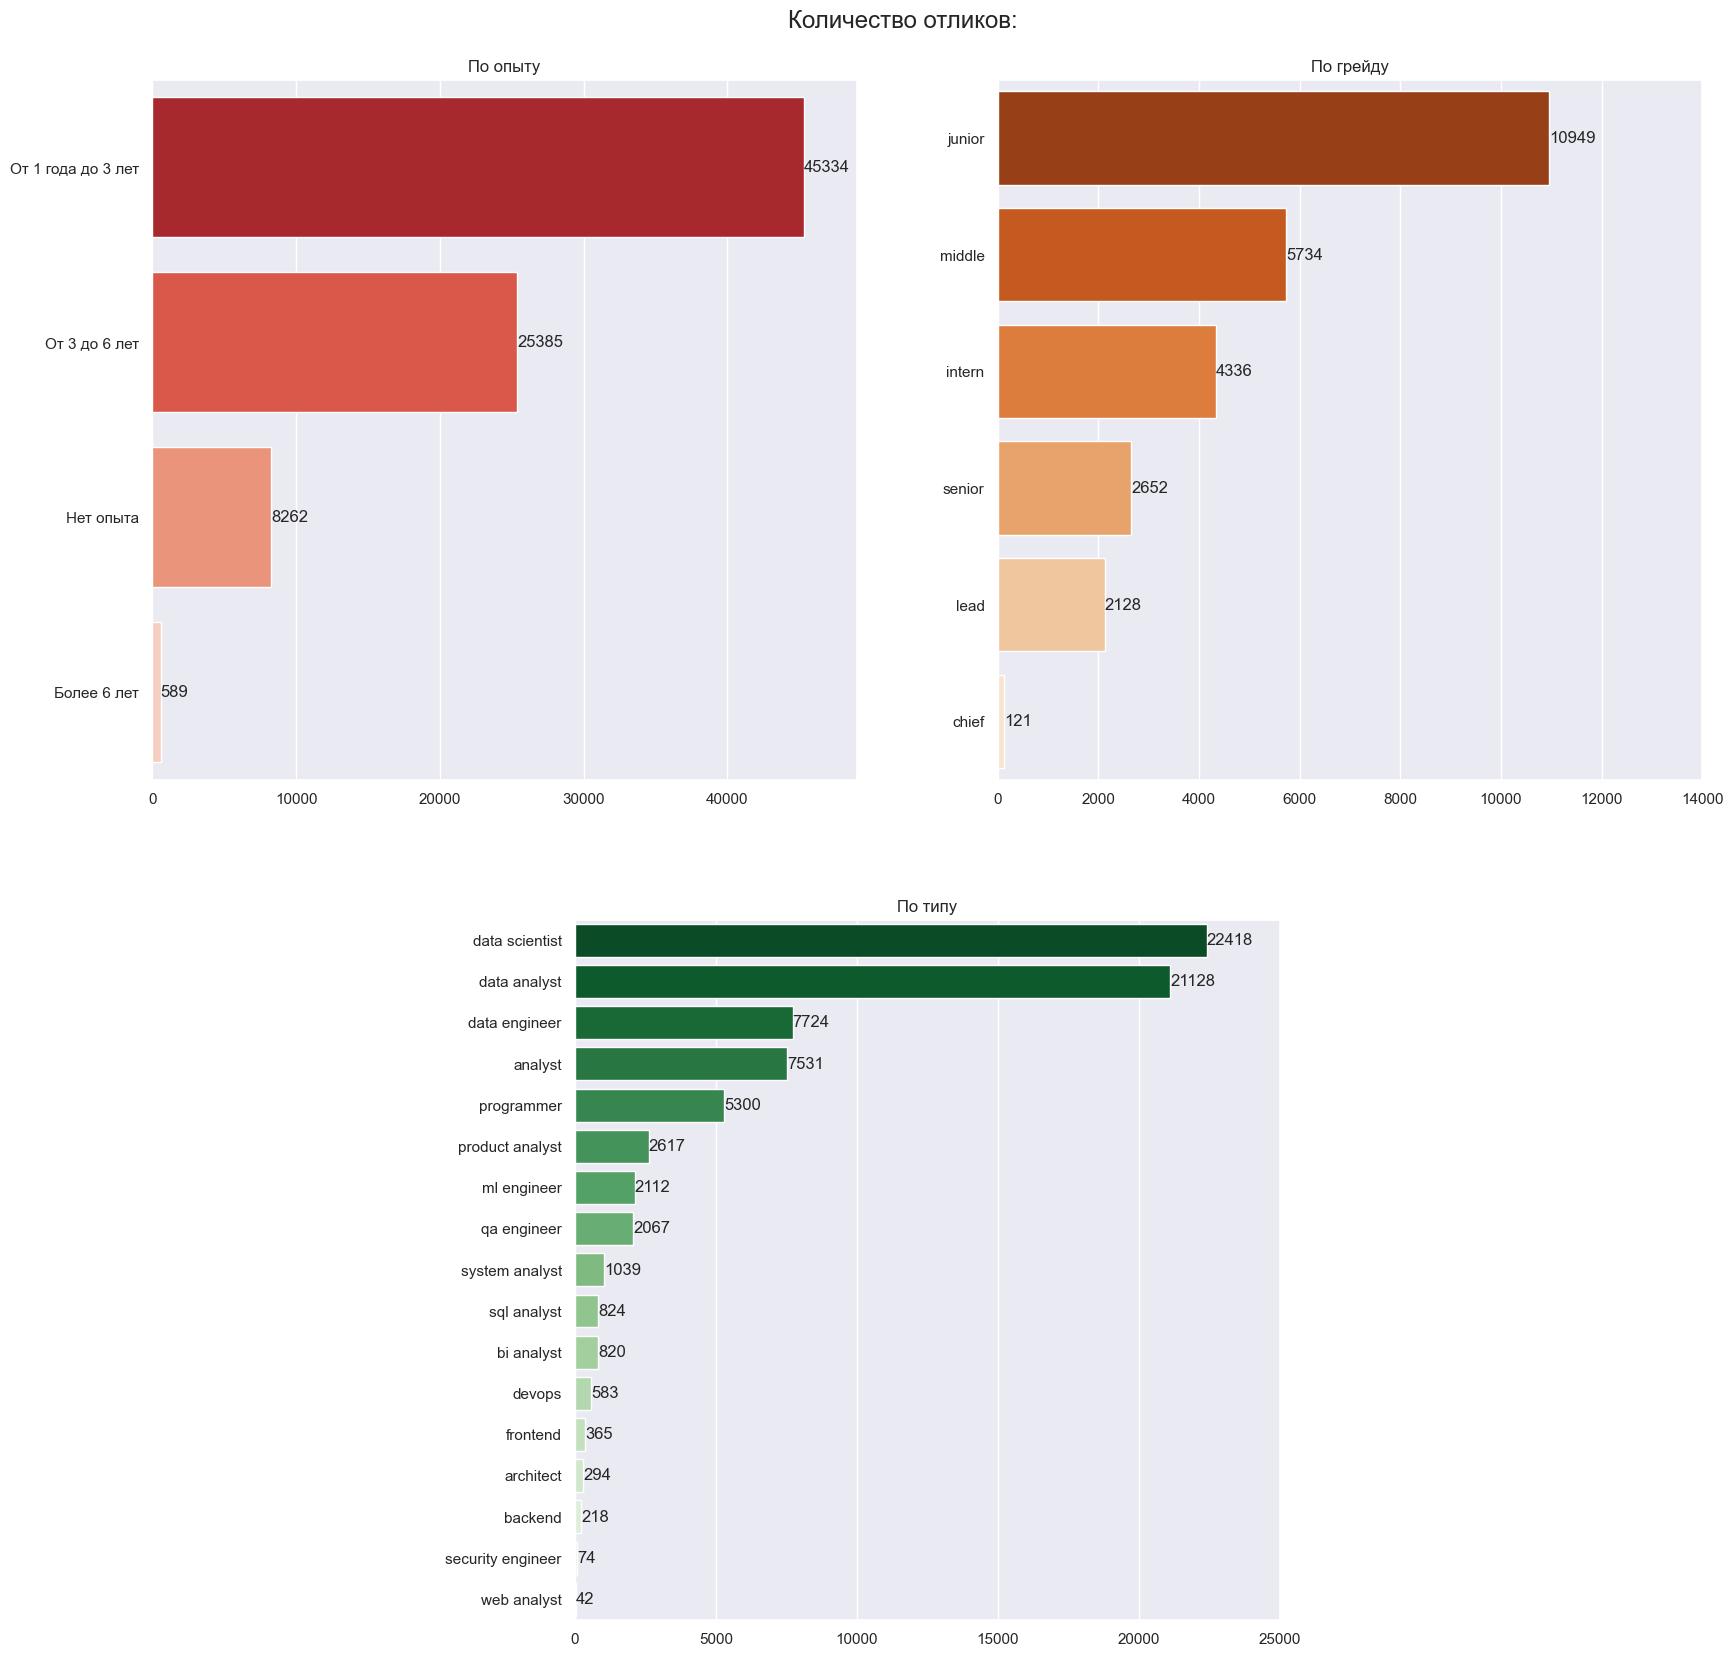 Количество отликов:
По опыту
От 1 года до 3 лет
45334
От 3 до 6 лет
25385
Нет опыта
8262
Более 6 лет
589
0 10000 20000 30000 40000
По грейду
junior
10949
middle
5734
intern
4336
senior
2652
lead
2128
chief
121
0 2000 4000 6000 8000 10000 12000 14000
По типу
data scientist
22418
data analyst
21128
data engineer
7724
analyst
7531
programmer
5300
product analyst
2617
ml engineer
2112
qa engineer
2067
system analyst
1039
sql analyst
824
bi analyst
820
devops
583
frontend
365
architect
294
backend
218
security engineer
74
web analyst
42
0 5000 10000 15000 20000 25000